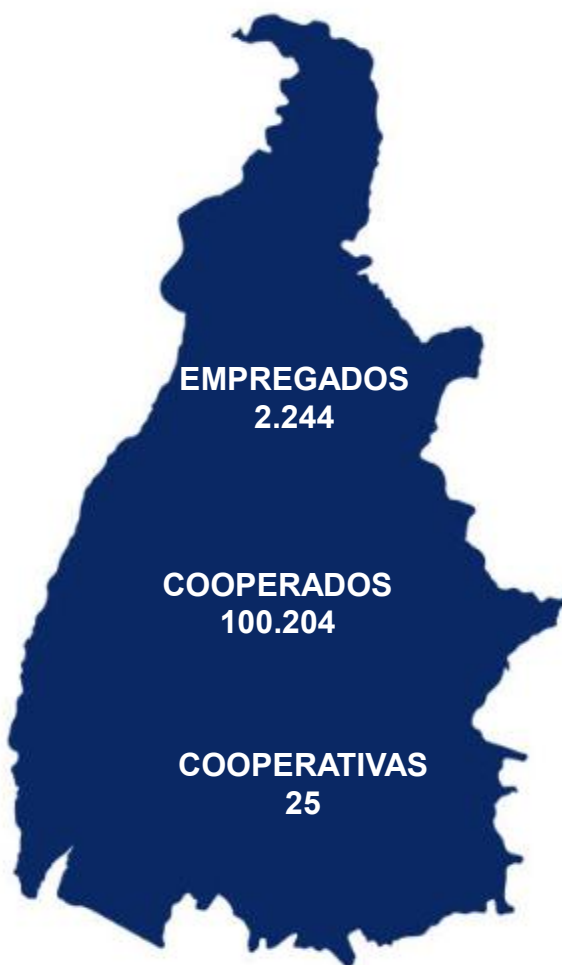 EMPREGADOS
2.244
COOPERADOS
100.204
COOPERATIVAS
25